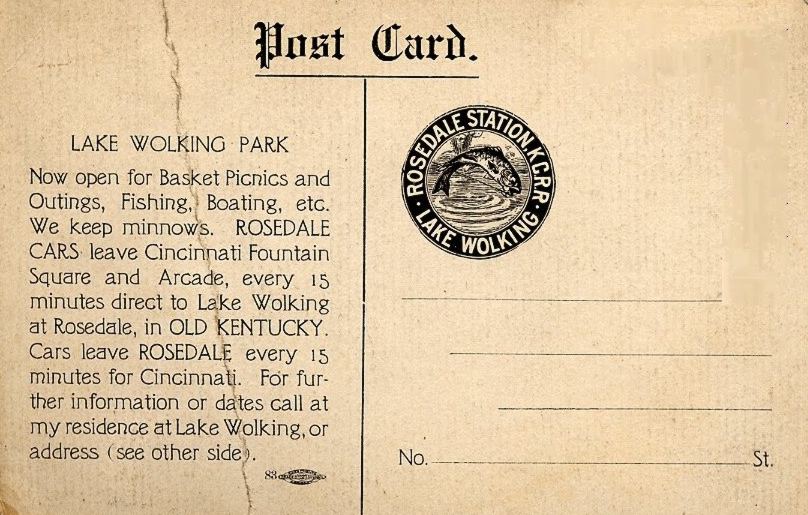 Post Card.
LAKE WOLKING PARK
Now open for Basket Picnics and
Outings, Fishing, Boating, etc.
We keep minnows. ROSEDALE
CARS leave Cincinnati Fountain
Square and Arcade, every 15
minutes direct to Lake Wolking
at Rosedale, in OLD KENTUCKY.
Cars leave ROSEDALE every 15
minutes for Cincinnati. For fur-
ther information or dates call at
my residence at Lake Wolking, or
address (see other side).
83
ROSEDALE STATION. K.C.R.R.
LAKE WOLKING
No. St.